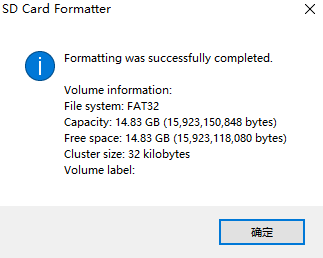 SD Card Formatter
Formatting was successfully completed.
Volume information:
File system: FAT32
Capacity: 14.83 GB (15,923,150,848 bytes)
Free space: 14.83 GB (15,923,118,080 bytes)
Cluster size: 32 kilobytes
Volume label:
确定